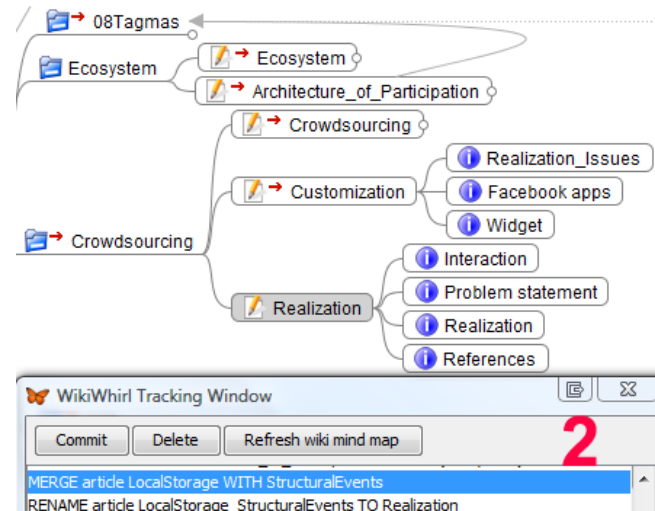 08Tagmas
Ecosystem
Ecosystem
Architecture_of_Participation
Crowdsourcing
Customization
Realization_Issues
Facebook apps
Widget
Crowdsourcing
Interaction
Problem statement
Realization
Realization
References
WikiWhirl Tracking Window
2
Commit
Delete
Refresh wiki mind map
MERGE article LocalStorage WITH StructuralEvents
RENAME article LocalStorage_StructuralEvents TO Realization